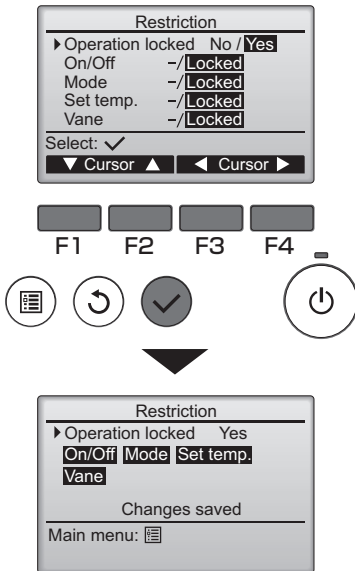 Restriction
Operation locked No / Yes
On/Off -/ Locked
Mode -/ Locked
Set temp. -/ Locked
Vane -/ Locked
Select: ✓
▼ Cursor ▲ ◀ Cursor ▶
F1 F2 F3 F4
Restriction
Operation locked Yes
On/Off Mode Set temp.
Vane
Changes saved
Main menu: